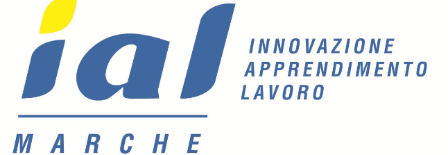 ial
INNOVAZIONE
APPRENDIMENTO
LAVORO
MARCHE